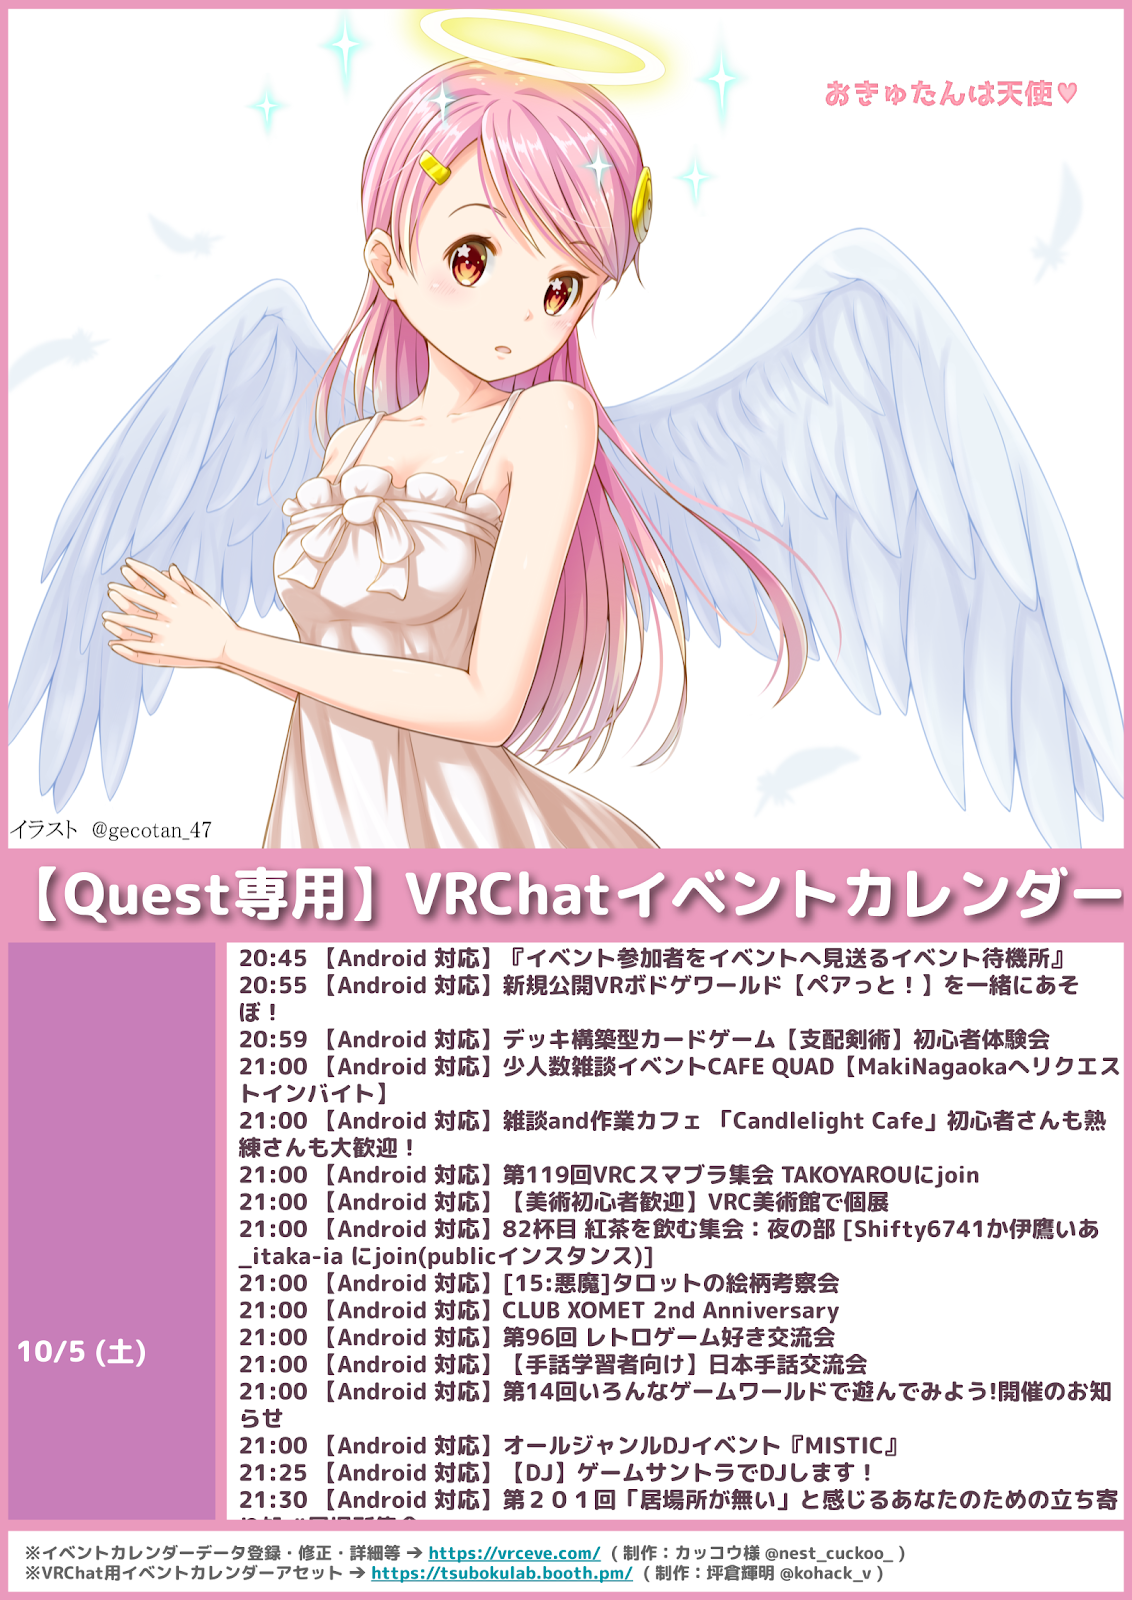 おきゅたんは天使♥
イラスト @gecotan_47
【Quest専用】VRChatイベントカレンダー
10/5 (土)
20:45 【Android 対応】『イベント参加者をイベントへ見送るイベント待機所』
20:55 【Android 対応】新規公開VRボドゲワールド【ペアっと！】を一緒にあそ
ぼ！
20:59 【Android 対応】デッキ構築型カードゲーム【支配剣術】初心者体験会
21:00 【Android 対応】少人数雑談イベントCAFE QUAD【MakiNagaokaへリクエス
トインバイト】
21:00 【Android 対応】雑談and作業カフェ 「Candlelight Cafe」初心者さんも熟
練さんも大歓迎！
21:00 【Android 対応】第119回VRCスマブラ集会 TAKOYAROUにjoin
21:00 【Android 対応】【美術初心者歓迎】VRC美術館で個展
21:00 【Android 対応】82杯目 紅茶を飲む集会：夜の部 [Shifty6741か伊鷹いあ
_itaka-ia にjoin(publicインスタンス)]
21:00 【Android 対応】[15:悪魔]タロットの絵柄考察会
21:00 【Android 対応】CLUB XOMET 2nd Anniversary
21:00 【Android 対応】第96回 レトロゲーム好き交流会
21:00 【Android 対応】【手話学習者向け】日本手話交流会
21:00 【Android 対応】第14回いろんなゲームワールドで遊んでみよう!開催のお知
らせ
21:00 【Android 対応】オールジャンルDJイベント『MISTIC』
21:25 【Android 対応】【DJ】ゲームサントラでDJします！
21:30 【Android 対応】第２０１回「居場所が無い」と感じるあなたのための立ち寄
※イベントカレンダーデータ登録・修正・詳細等 ➔ https://vrceve.com/ ( 制作：カッコウ様 @nest_cuckoo_ )
※VRChat用イベントカレンダーアセット ➔ https://tsubokulab.booth.pm/ ( 制作：坪倉輝明 @kohack_v )